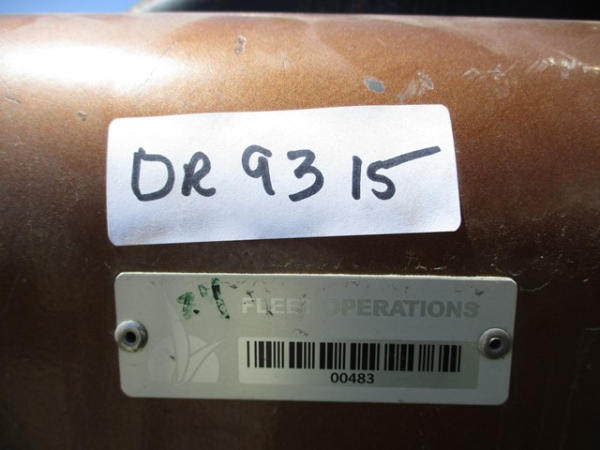 DR 9315
FLEET OPERATIONS
00483